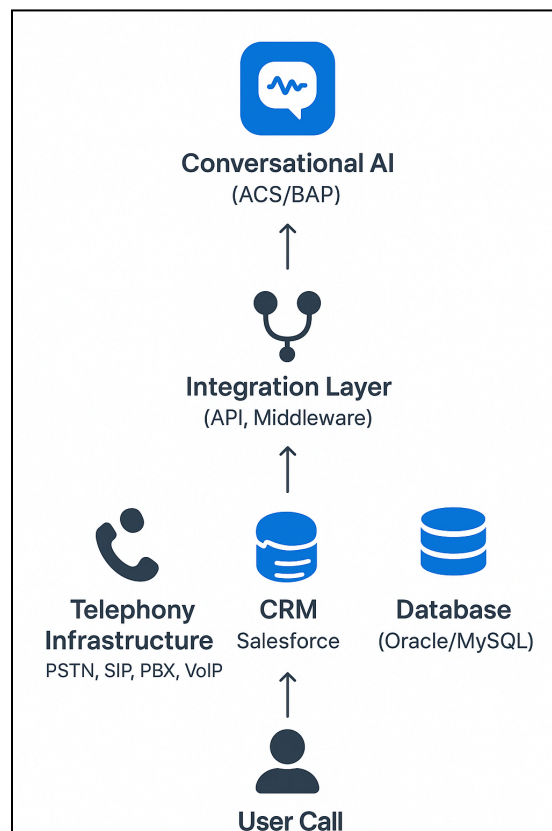 Conversational AI
(ACS/BAP)
Integration Layer
(API, Middleware)
Telephony
Infrastructure
PSTN, SIP, PBX, VoIP
CRM
Salesforce
Database
(Oracle/MySQL)
User Call